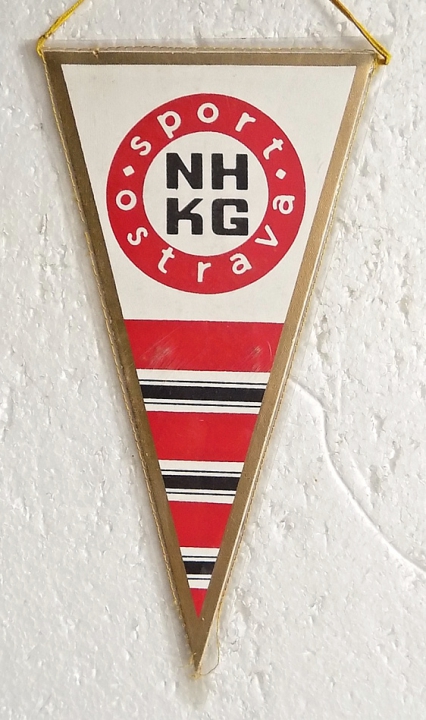 sport
NH
KG
ostrava